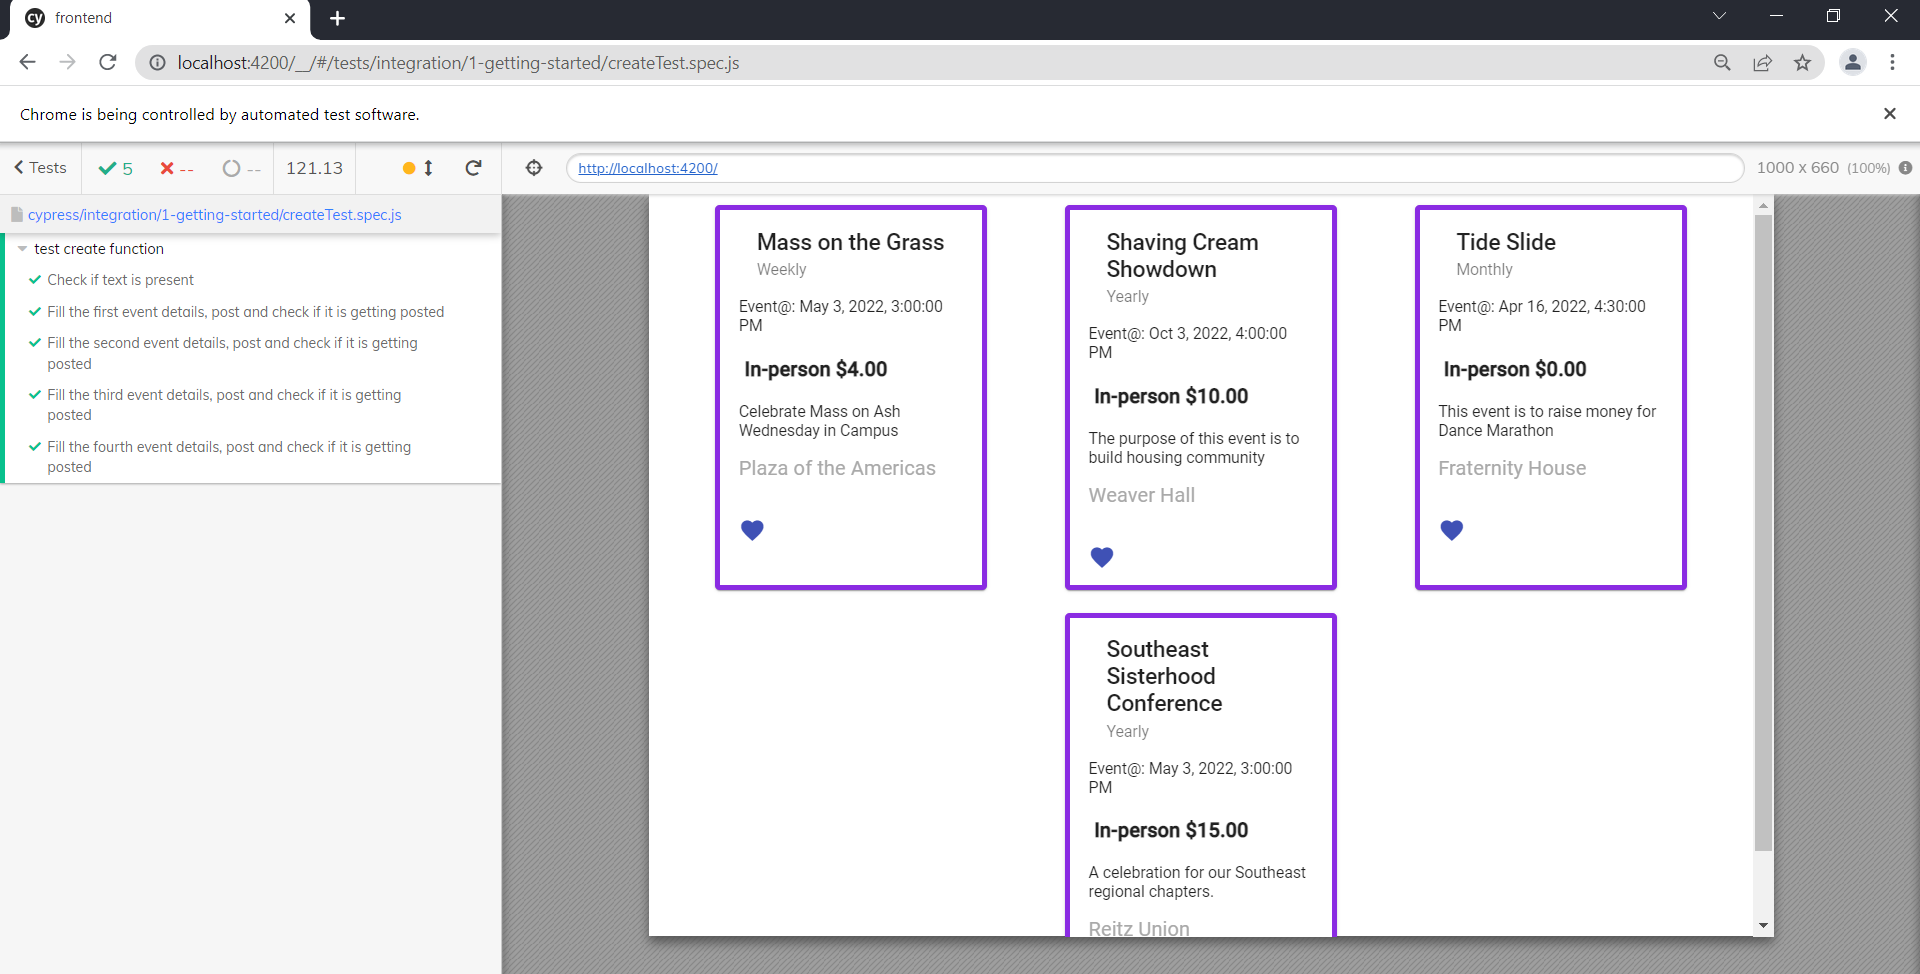 cy frontend
localhost:4200/__/#/tests/integration/1-getting-started/createTest.spec.js
Chrome is being controlled by automated test software.
Tests 5 -- -- 121.13
http://localhost:4200/
1000 x 660 (100%)
cypress/integration/1-getting-started/createTest.spec.js
test create function
Check if text is present
Fill the first event details, post and check if it is getting posted
Fill the second event details, post and check if it is getting
posted
Fill the third event details, post and check if it is getting
posted
Fill the fourth event details, post and check if it is getting
posted
Mass on the Grass
Weekly
Event@: May 3, 2022, 3:00:00
PM
In-person $4.00
Celebrate Mass on Ash
Wednesday in Campus
Plaza of the Americas
Shaving Cream
Showdown
Yearly
Event@: Oct 3, 2022, 4:00:00
PM
In-person $10.00
The purpose of this event is to
build housing community
Weaver Hall
Tide Slide
Monthly
Event@: Apr 16, 2022, 4:30:00
PM
In-person $0.00
This event is to raise money for
Dance Marathon
Fraternity House
Southeast
Sisterhood
Conference
Yearly
Event@: May 3, 2022, 3:00:00
PM
In-person $15.00
A celebration for our Southeast
regional chapters.
Reitz Union